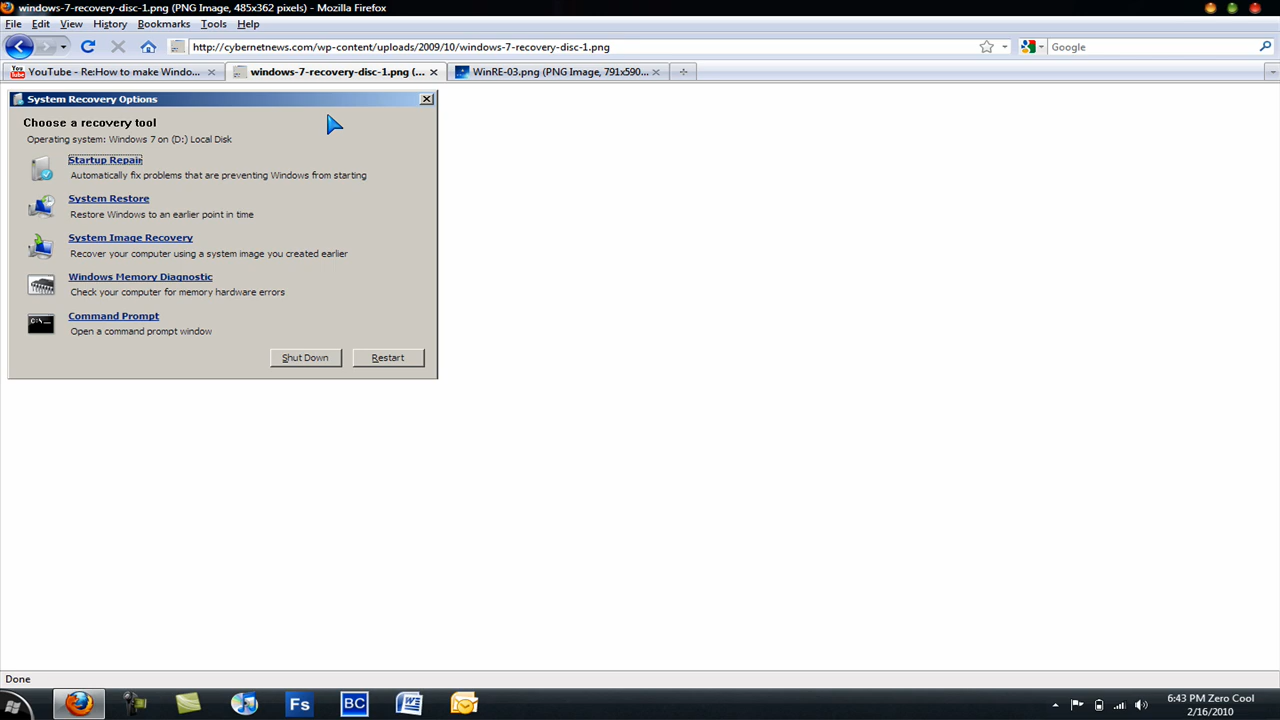 windows-7-recovery-disc-1.png (PNG Image, 485x362 pixels) - Mozilla Firefox
File Edit View History Bookmarks Tools Help
http://cybernetnews.com/wp-content/uploads/2009/10/windows-7-recovery-disc-1.png
Google
YouTube - Re:How to make Windo...
windows-7-recovery-disc-1.png (...
WinRE-03.png (PNG Image, 791x590...
System Recovery Options
Choose a recovery tool
Operating system: Windows 7 on (D:) Local Disk
Startup Repair
Automatically fix problems that are preventing Windows from starting
System Restore
Restore Windows to an earlier point in time
System Image Recovery
Recover your computer using a system image you created earlier
Windows Memory Diagnostic
Check your computer for memory hardware errors
Command Prompt
Open a command prompt window
Shut Down Restart
Done
Fs BC
6:43 PM Zero Cool
2/16/2010